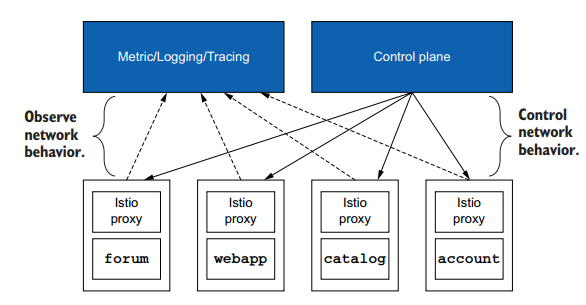 Metric/Logging/Tracing
Control plane
Observe
network
behavior.
Control
network
behavior.
Istio
proxy
forum
Istio
proxy
webapp
Istio
proxy
catalog
Istio
proxy
account